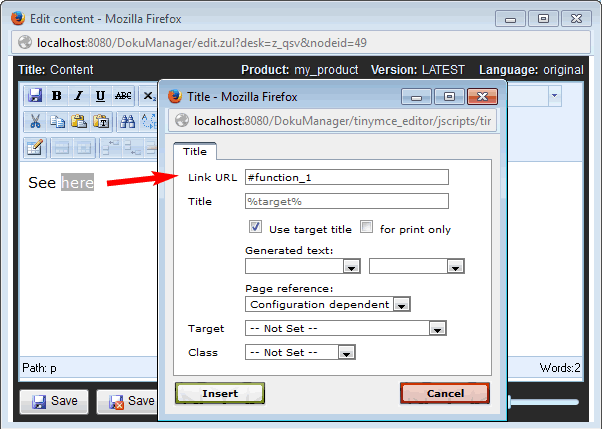 Edit content - Mozilla Firefox
localhost:8080/DokuManager/edit.zul?desk=z_qsv&nodeid=49
Title: Content Product: my_product Version: LATEST Language: original
B I U ABC X₂
See here
Path: p Words:2
Save Save
Title - Mozilla Firefox
localhost:8080/DokuManager/tinymce_editor/jscripts/tir
Title
Link URL #function_1
Title %target%
Use target title for print only
Generated text:
Page reference:
Configuration dependent
Target -- Not Set --
Class -- Not Set --
Insert Cancel